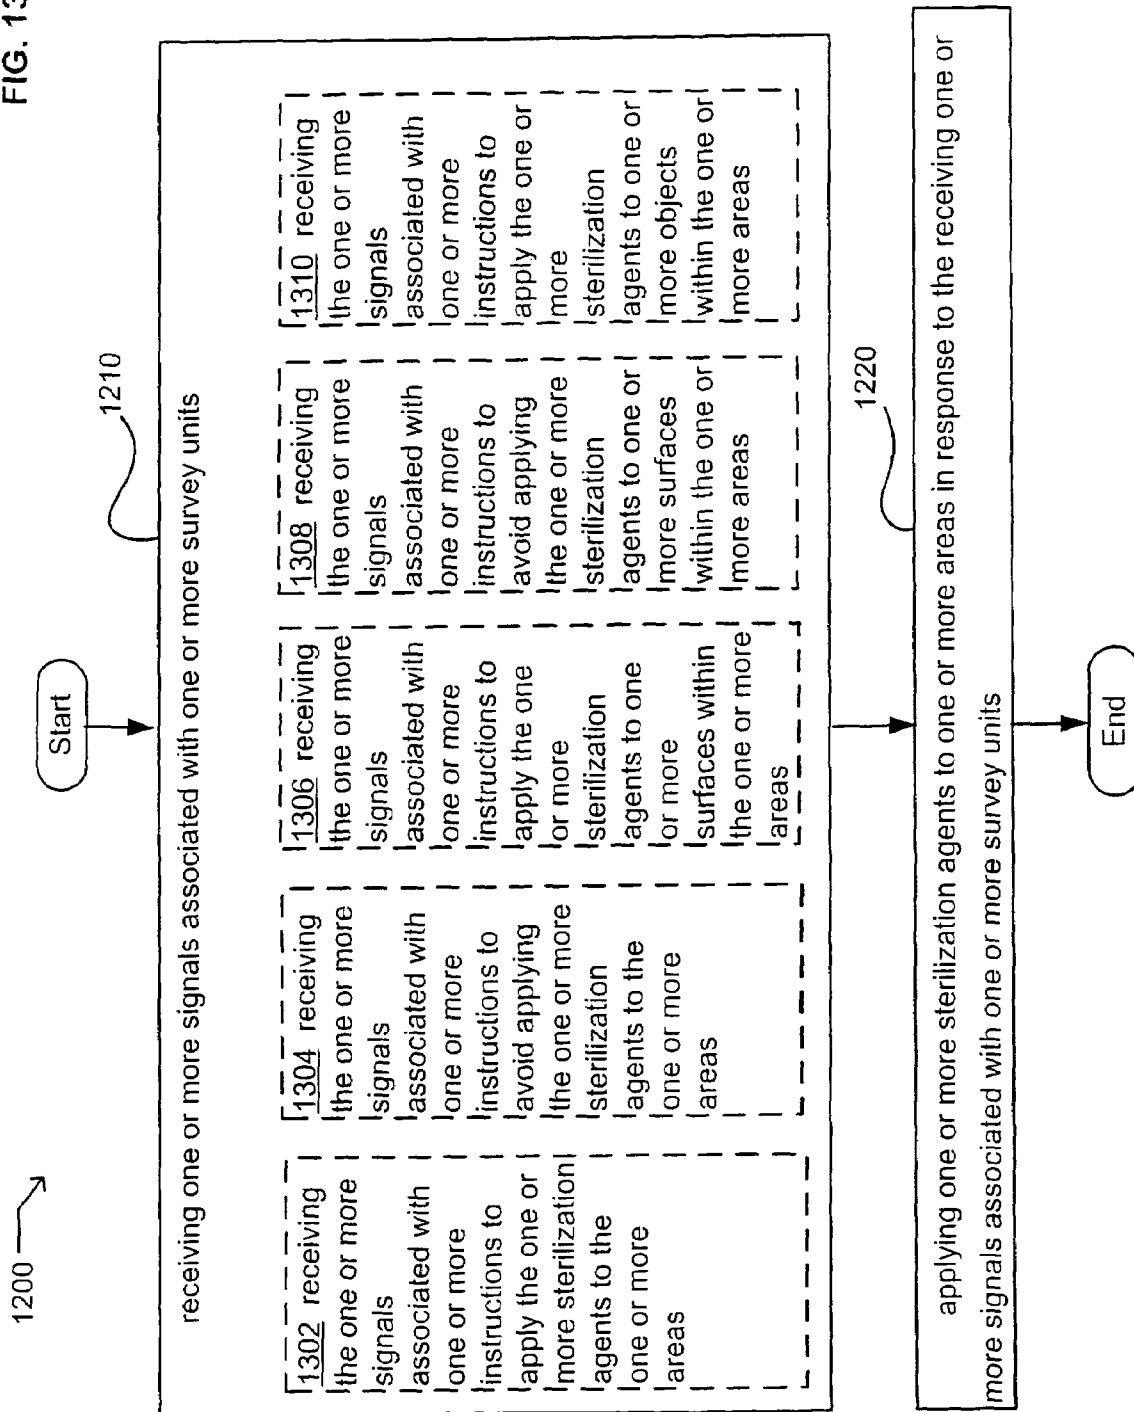 FIG. 13
1200
Start
1210
receiving one or more signals associated with one or more survey units
1302 receiving
the one or more
signals
associated with
one or more
instructions to
apply the one or
more sterilization
agents to the
one or more
areas
1304 receiving
the one or more
signals
associated with
one or more
instructions to
avoid applying
the one or more
sterilization
agents to the
one or more
areas
1306 receiving
the one or more
signals
associated with
one or more
instructions to
apply the one
or more
sterilization
agents to one
or more
surfaces within
the one or more
areas
1308 receiving
the one or more
signals
associated with
one or more
instructions to
avoid applying
the one or more
sterilization
agents to one or
more surfaces
within the one or
more areas
1310 receiving
the one or more
signals
associated with
one or more
instructions to
apply the one or
more
sterilization
agents to one or
more objects
within the one or
more areas
1220
applying one or more sterilization agents to one or more areas in response to the receiving one or
more signals associated with one or more survey units
End